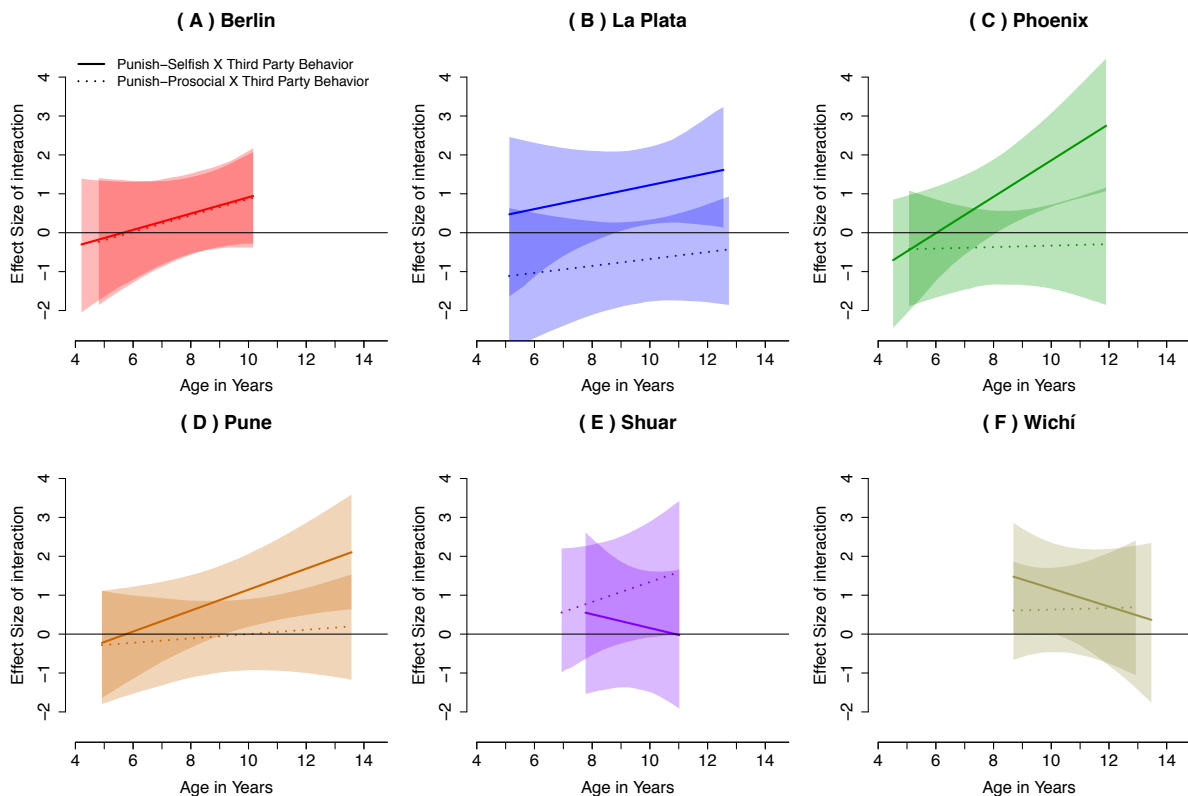 ( A ) Berlin
( B ) La Plata
( C ) Phoenix
Punish−Selfish X Third Party Behavior
Punish−Prosocial X Third Party Behavior
Effect Size of interaction
−2 −1 0 1 2 3 4
4 6 8 10 12 14
Age in Years
Effect Size of interaction
−2 −1 0 1 2 3 4
4 6 8 10 12 14
Age in Years
Effect Size of interaction
−2 −1 0 1 2 3 4
4 6 8 10 12 14
Age in Years
( D ) Pune
( E ) Shuar
( F ) Wichí
Effect Size of interaction
−2 −1 0 1 2 3 4
4 6 8 10 12 14
Age in Years
Effect Size of interaction
−2 −1 0 1 2 3 4
4 6 8 10 12 14
Age in Years
Effect Size of interaction
−2 −1 0 1 2 3 4
4 6 8 10 12 14
Age in Years